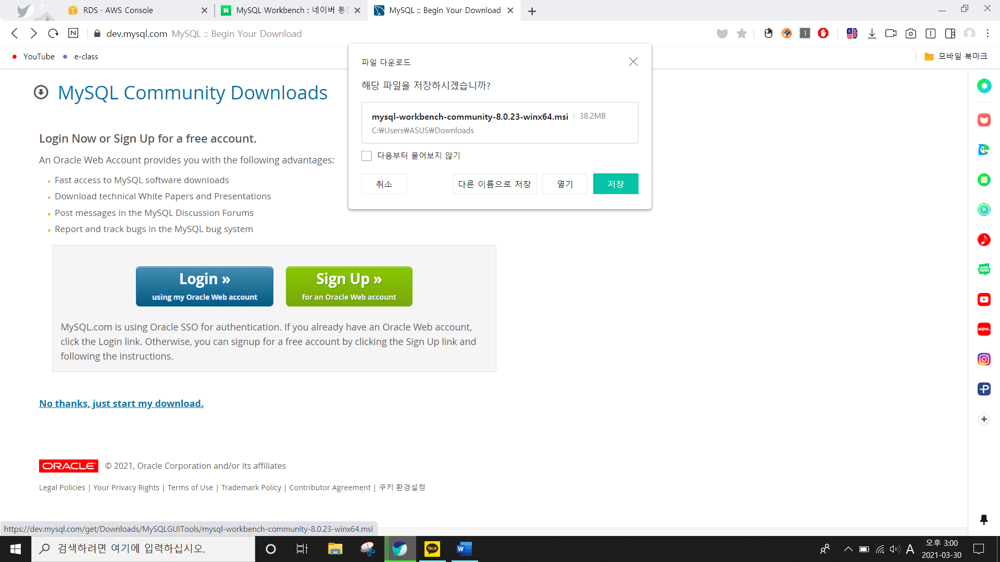 RDS · AWS Console
MySQL Workbench : 네이버 통합
MySQL :: Begin Your Download
dev.mysql.com MySQL :: Begin Your Download
YouTube
e-class
모바일 북마크
파일 다운로드
해당 파일을 저장하시겠습니까?
mysql-workbench-community-8.0.23-winx64.msi 38.2MB
C:₩Users₩ASUS₩Downloads
다음부터 물어보지 않기
취소
다른 이름으로 저장
열기
저장
MySQL Community Downloads
Login Now or Sign Up for a free account.
An Oracle Web Account provides you with the following advantages:
Fast access to MySQL software downloads
Download technical White Papers and Presentations
Post messages in the MySQL Discussion Forums
Report and track bugs in the MySQL bug system
Login »
using my Oracle Web account
Sign Up »
for an Oracle Web account
MySQL.com is using Oracle SSO for authentication. If you already have an Oracle Web account,
click the Login link. Otherwise, you can signup for a free account by clicking the Sign Up link and
following the instructions.
No thanks, just start my download.
ORACLE © 2021, Oracle Corporation and/or its affiliates
Legal Policies | Your Privacy Rights | Terms of Use | Trademark Policy | Contributor Agreement | 쿠키 환경설정
WEB
TOON
NOW.
https://dev.mysql.com/get/Downloads/MySQLGUITools/mysql-workbench-community-8.0.23-winx64.msi
검색하려면 여기에 입력하십시오.
TALK
W
A
오후 3:00
2021-03-30